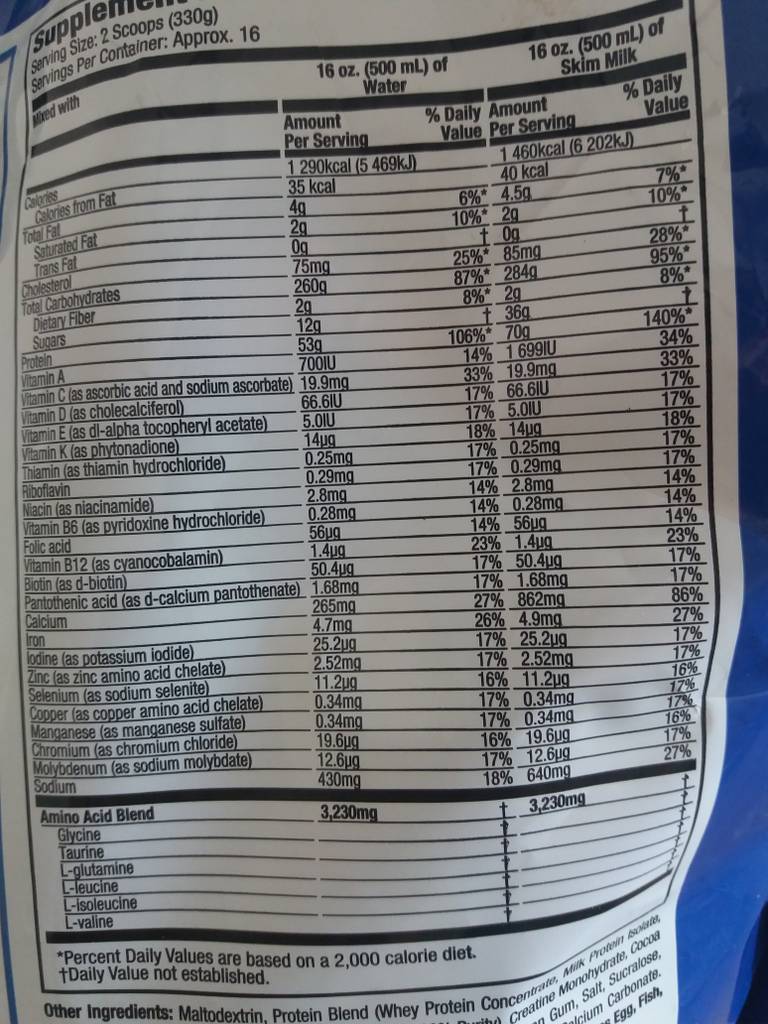 Serving Size: 2 Scoops (330g)
Servings Per Container: Approx. 16
Mixed with 16 oz. (500 mL) of Water 16 oz. (500 mL) of Skim Milk
Amount Per Serving % Daily Value Amount Per Serving % Daily Value
Calories 1 290kcal (5 469kJ) 1 460kcal (6 202kJ)
Calories from Fat 35 kcal 40 kcal
Total Fat 4g 6%* 4.5g 7%*
Saturated Fat 2g 10%* 2g 10%*
Trans Fat 0g † 0g †
Cholesterol 75mg 25%* 85mg 28%*
Total Carbohydrates 260g 87%* 284g 95%*
Dietary Fiber 2g 8%* 2g 8%*
Sugars 12g † 36g †
Protein 53g 106%* 70g 140%*
Vitamin A 700IU 14% 1 699IU 34%
Vitamin C (as ascorbic acid and sodium ascorbate) 19.9mg 33% 19.9mg 33%
Vitamin D (as cholecalciferol) 66.6IU 17% 66.6IU 17%
Vitamin E (as dl-alpha tocopheryl acetate) 5.0IU 17% 5.0IU 17%
Vitamin K (as phytonadione) 14µg 18% 14µg 18%
Thiamin (as thiamin hydrochloride) 0.25mg 17% 0.25mg 17%
Riboflavin 0.29mg 17% 0.29mg 17%
Niacin (as niacinamide) 2.8mg 14% 2.8mg 14%
Vitamin B6 (as pyridoxine hydrochloride) 0.28mg 14% 0.28mg 14%
Folic acid 56µg 14% 56µg 14%
Vitamin B12 (as cyanocobalamin) 1.4µg 23% 1.4µg 23%
Biotin (as d-biotin) 50.4µg 17% 50.4µg 17%
Pantothenic acid (as d-calcium pantothenate) 1.68mg 17% 1.68mg 17%
Calcium 265mg 27% 862mg 86%
Iron 4.7mg 26% 4.9mg 27%
Iodine (as potassium iodide) 25.2µg 17% 25.2µg 17%
Zinc (as zinc amino acid chelate) 2.52mg 17% 2.52mg 17%
Selenium (as sodium selenite) 11.2µg 16% 11.2µg 16%
Copper (as copper amino acid chelate) 0.34mg 17% 0.34mg 17%
Manganese (as manganese sulfate) 0.34mg 17% 0.34mg 17%
Chromium (as chromium chloride) 19.6µg 16% 19.6µg 16%
Molybdenum (as sodium molybdate) 12.6µg 17% 12.6µg 17%
Sodium 430mg 18% 640mg 27%
Amino Acid Blend 3,230mg † 3,230mg †
Glycine † †
Taurine † †
L-glutamine † †
L-leucine † †
L-isoleucine † †
L-valine † †
*Percent Daily Values are based on a 2,000 calorie diet.
†Daily Value not established.
Other Ingredients: Maltodextrin, Protein Blend (Whey Protein Concentrate, Milk Protein Isolate,
Creatine Monohydrate, Cocoa
Gum, Salt, Sucralose,
Calcium Carbonate.
Egg, Fish,